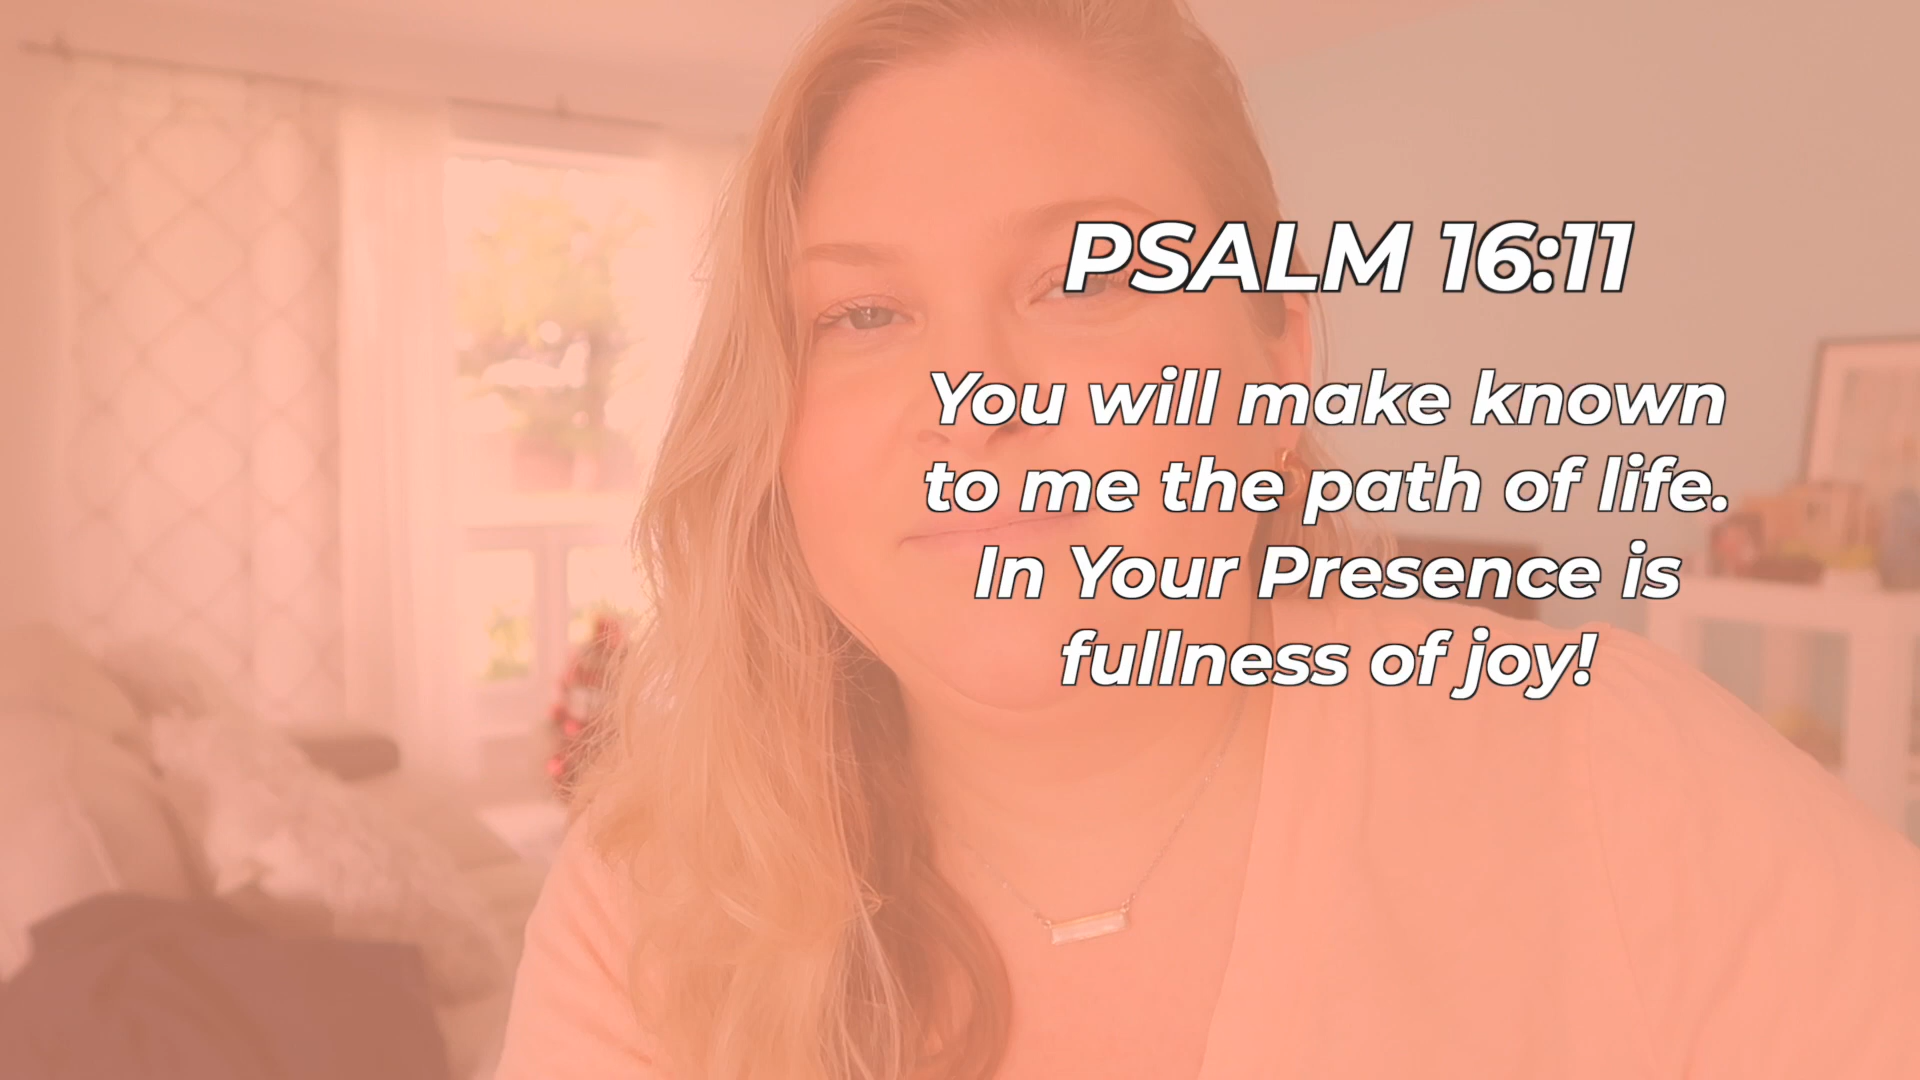 PSALM 16:11
You will make known
to me the path of life.
In Your Presence is
fullness of joy!